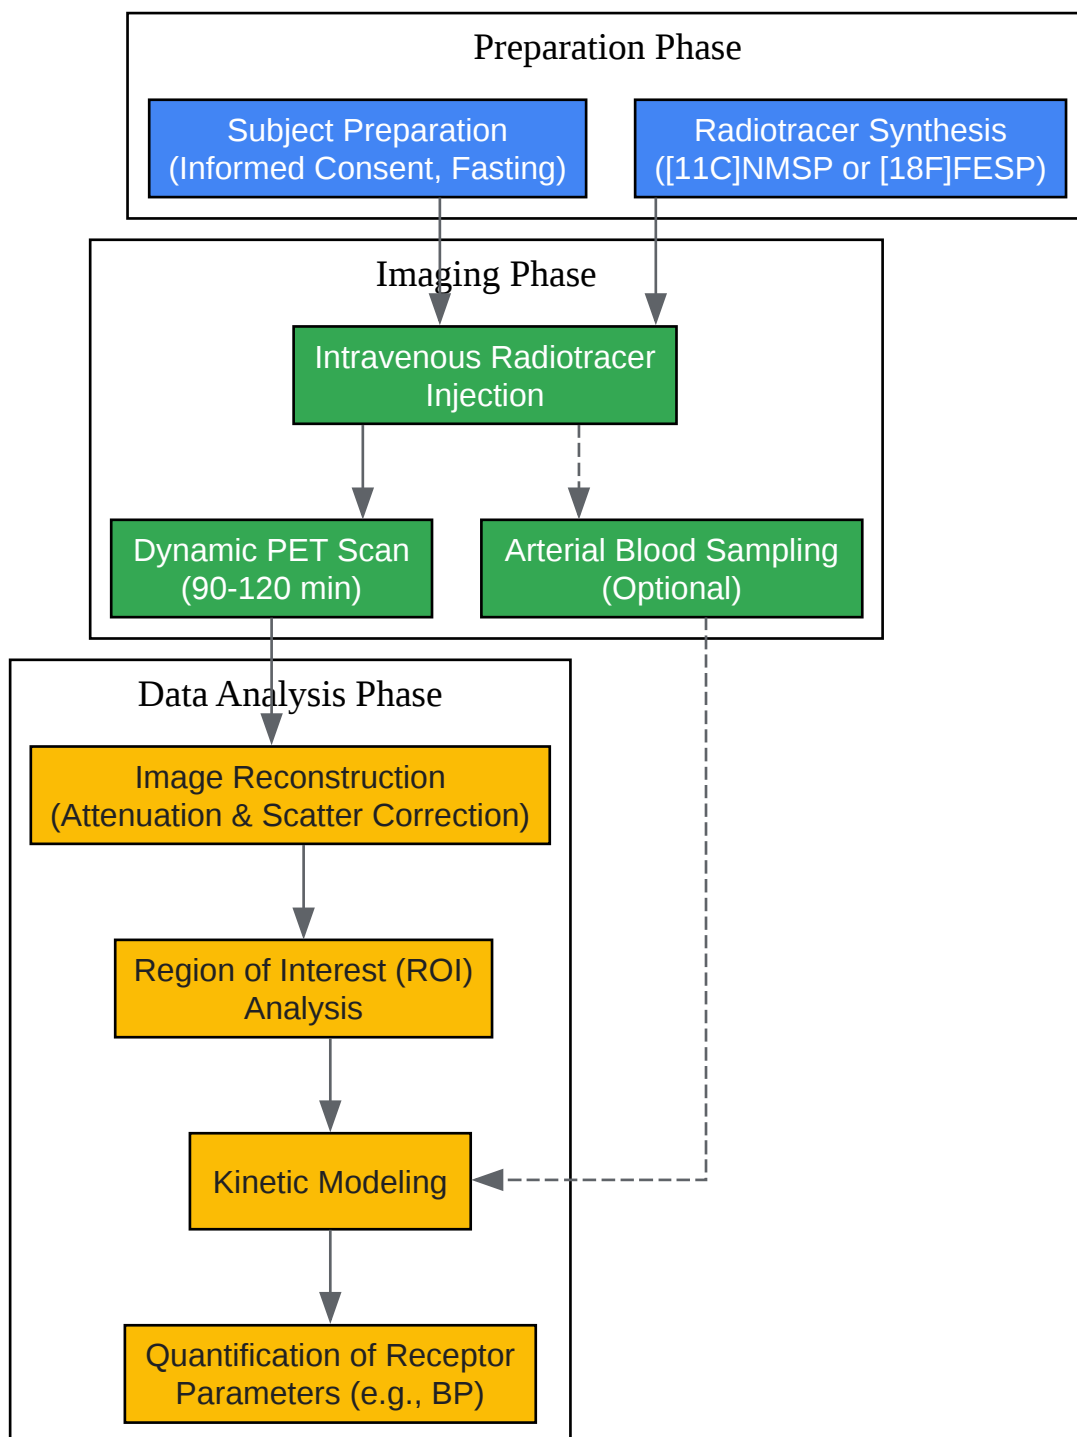 Preparation Phase
Subject Preparation
(Informed Consent, Fasting)
Radiotracer Synthesis
([11C]NMSP or [18F]FESP)
Imaging Phase
Intravenous Radiotracer
Injection
Dynamic PET Scan
(90-120 min)
Arterial Blood Sampling
(Optional)
Data Analysis Phase
Image Reconstruction
(Attenuation & Scatter Correction)
Region of Interest (ROI)
Analysis
Kinetic Modeling
Quantification of Receptor
Parameters (e.g., BP)